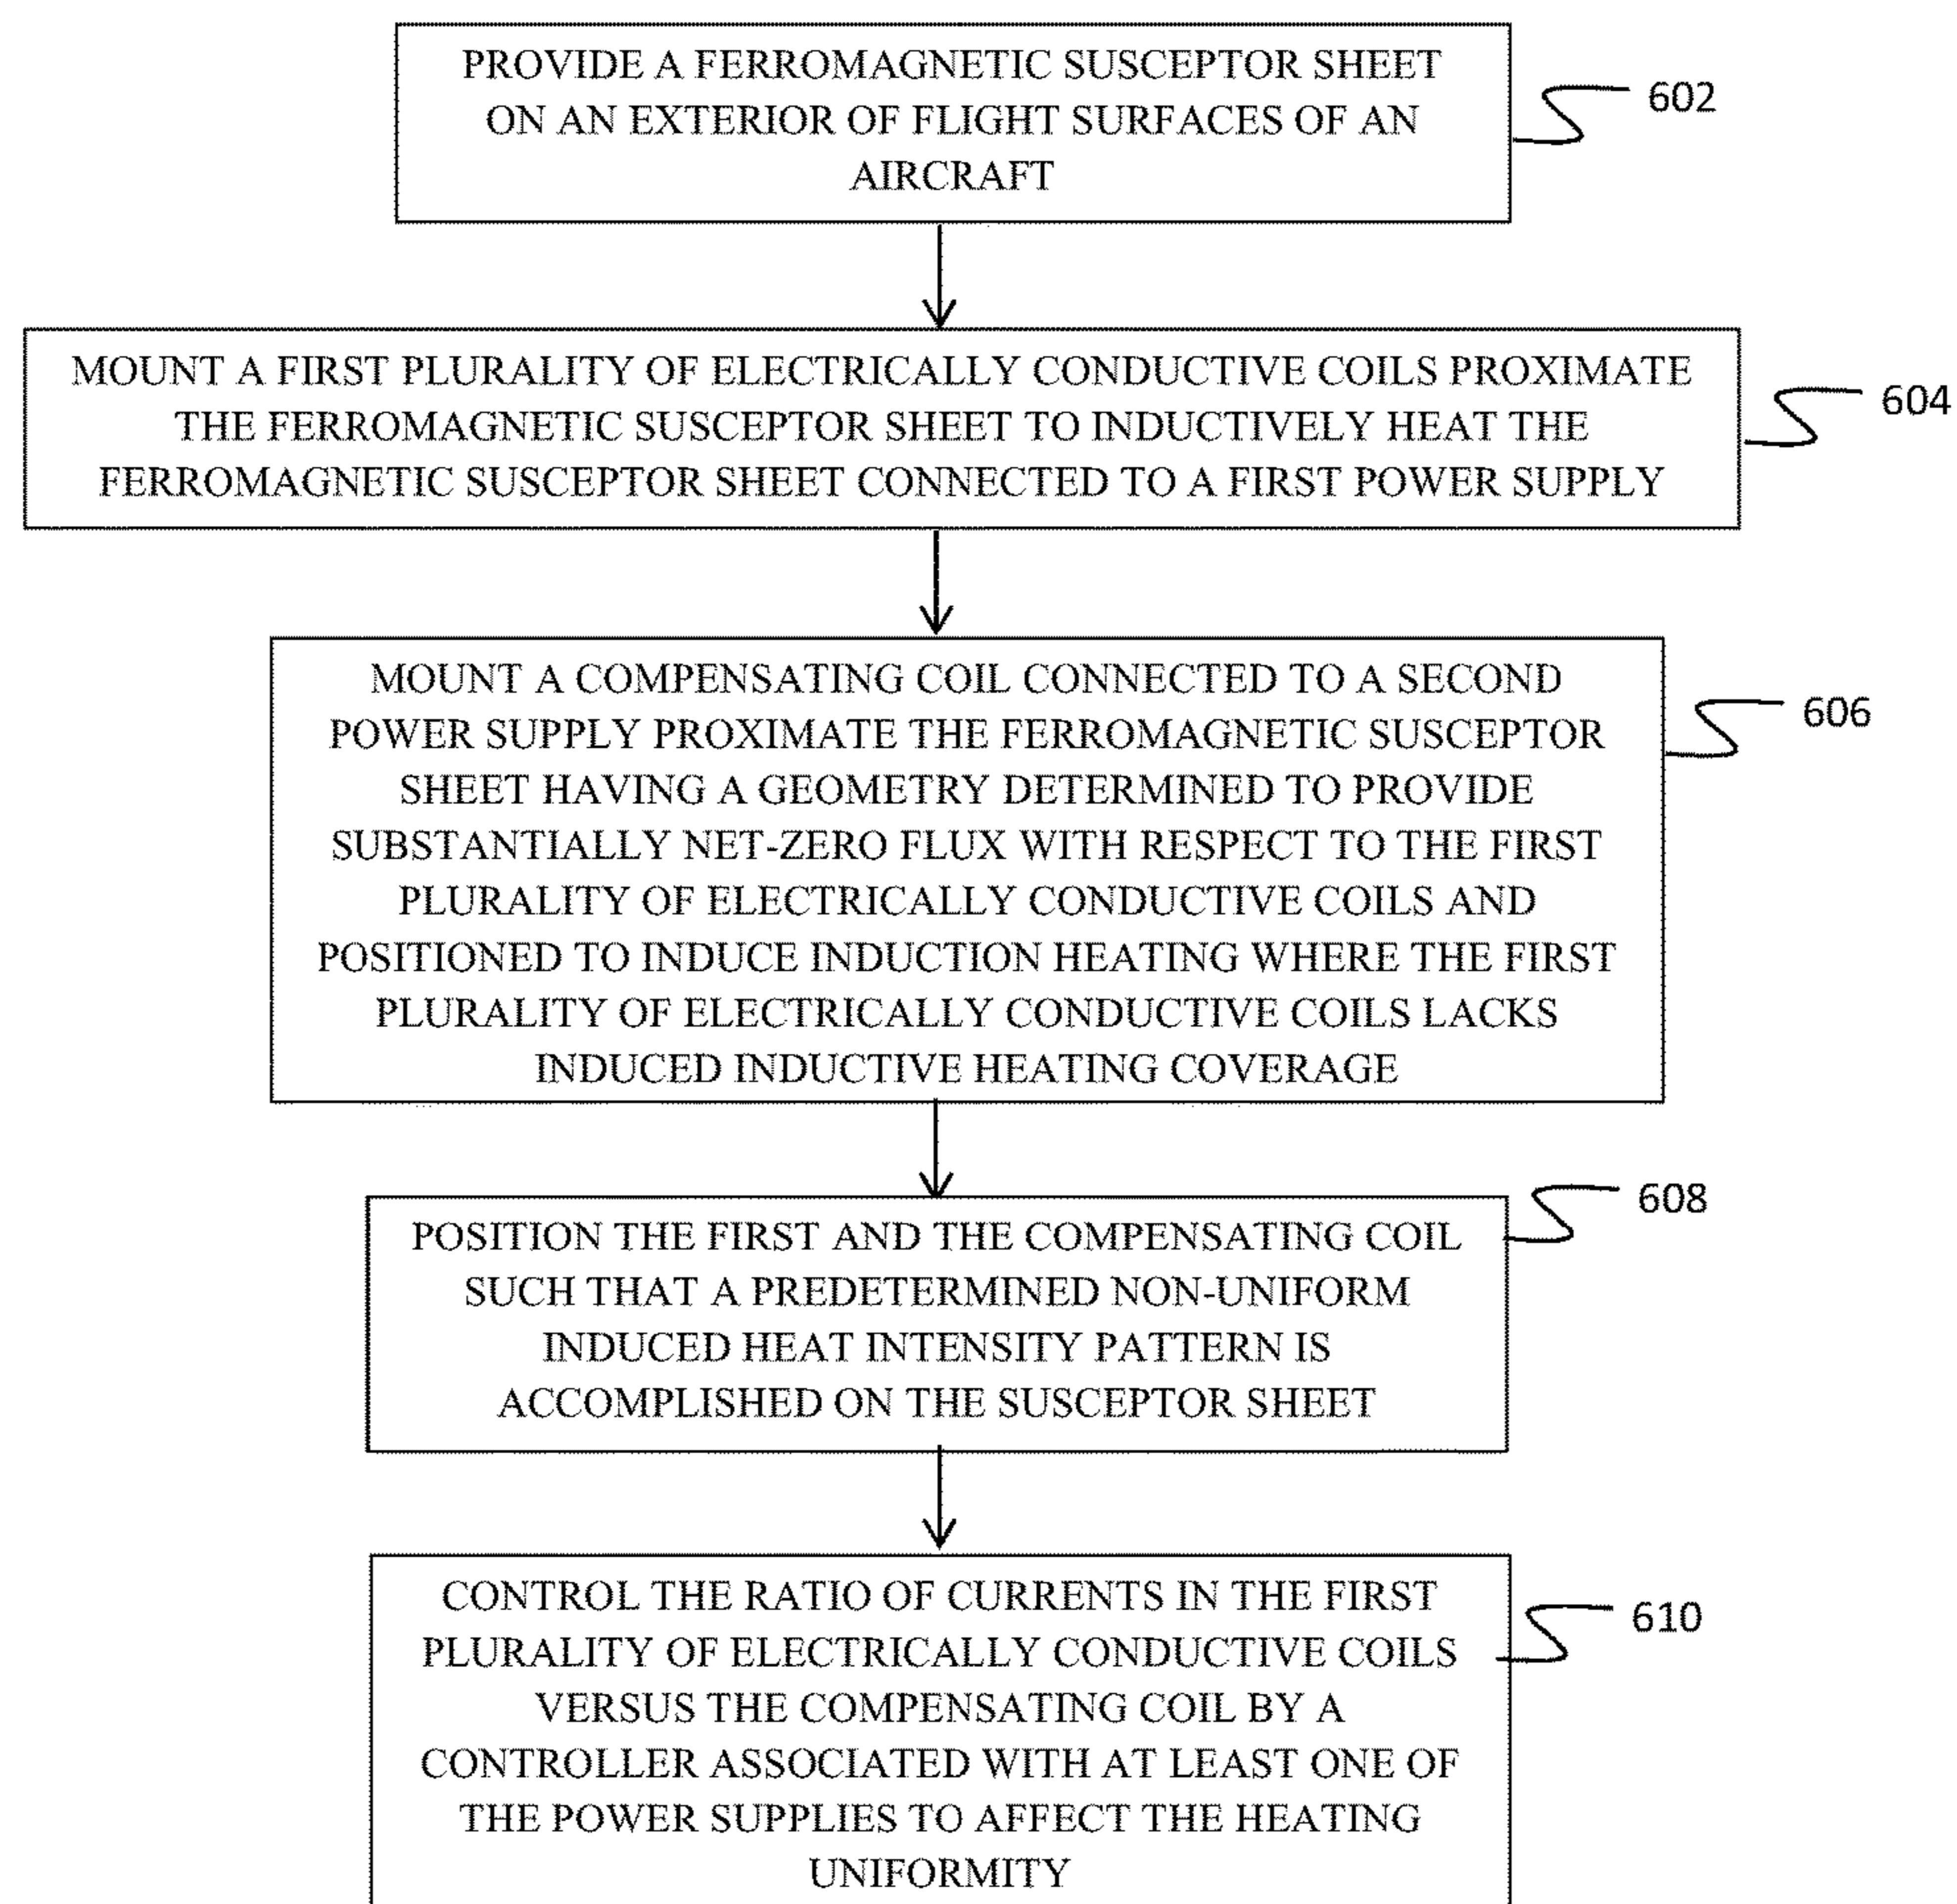 PROVIDE A FERROMAGNETIC SUSCEPTOR SHEET
ON AN EXTERIOR OF FLIGHT SURFACES OF AN
AIRCRAFT
602
MOUNT A FIRST PLURALITY OF ELECTRICALLY CONDUCTIVE COILS PROXIMATE
THE FERROMAGNETIC SUSCEPTOR SHEET TO INDUCTIVELY HEAT THE
FERROMAGNETIC SUSCEPTOR SHEET CONNECTED TO A FIRST POWER SUPPLY
604
MOUNT A COMPENSATING COIL CONNECTED TO A SECOND
POWER SUPPLY PROXIMATE THE FERROMAGNETIC SUSCEPTOR
SHEET HAVING A GEOMETRY DETERMINED TO PROVIDE
SUBSTANTIALLY NET-ZERO FLUX WITH RESPECT TO THE FIRST
PLURALITY OF ELECTRICALLY CONDUCTIVE COILS AND
POSITIONED TO INDUCE INDUCTION HEATING WHERE THE FIRST
PLURALITY OF ELECTRICALLY CONDUCTIVE COILS LACKS
INDUCED INDUCTIVE HEATING COVERAGE
606
POSITION THE FIRST AND THE COMPENSATING COIL
SUCH THAT A PREDETERMINED NON-UNIFORM
INDUCED HEAT INTENSITY PATTERN IS
ACCOMPLISHED ON THE SUSCEPTOR SHEET
608
CONTROL THE RATIO OF CURRENTS IN THE FIRST
PLURALITY OF ELECTRICALLY CONDUCTIVE COILS
VERSUS THE COMPENSATING COIL BY A
CONTROLLER ASSOCIATED WITH AT LEAST ONE OF
THE POWER SUPPLIES TO AFFECT THE HEATING
UNIFORMITY
610